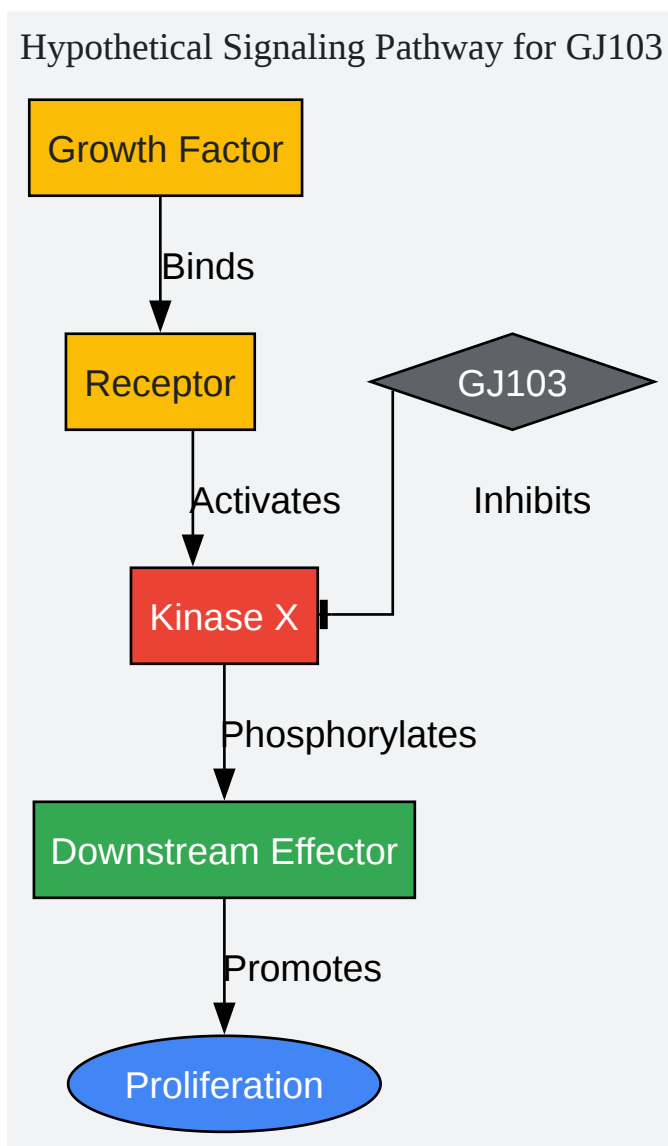 Hypothetical Signaling Pathway for GJ103
Growth Factor
Binds
Receptor
GJ103
Activates
Inhibits
Kinase X
Phosphorylates
Downstream Effector
Promotes
Proliferation